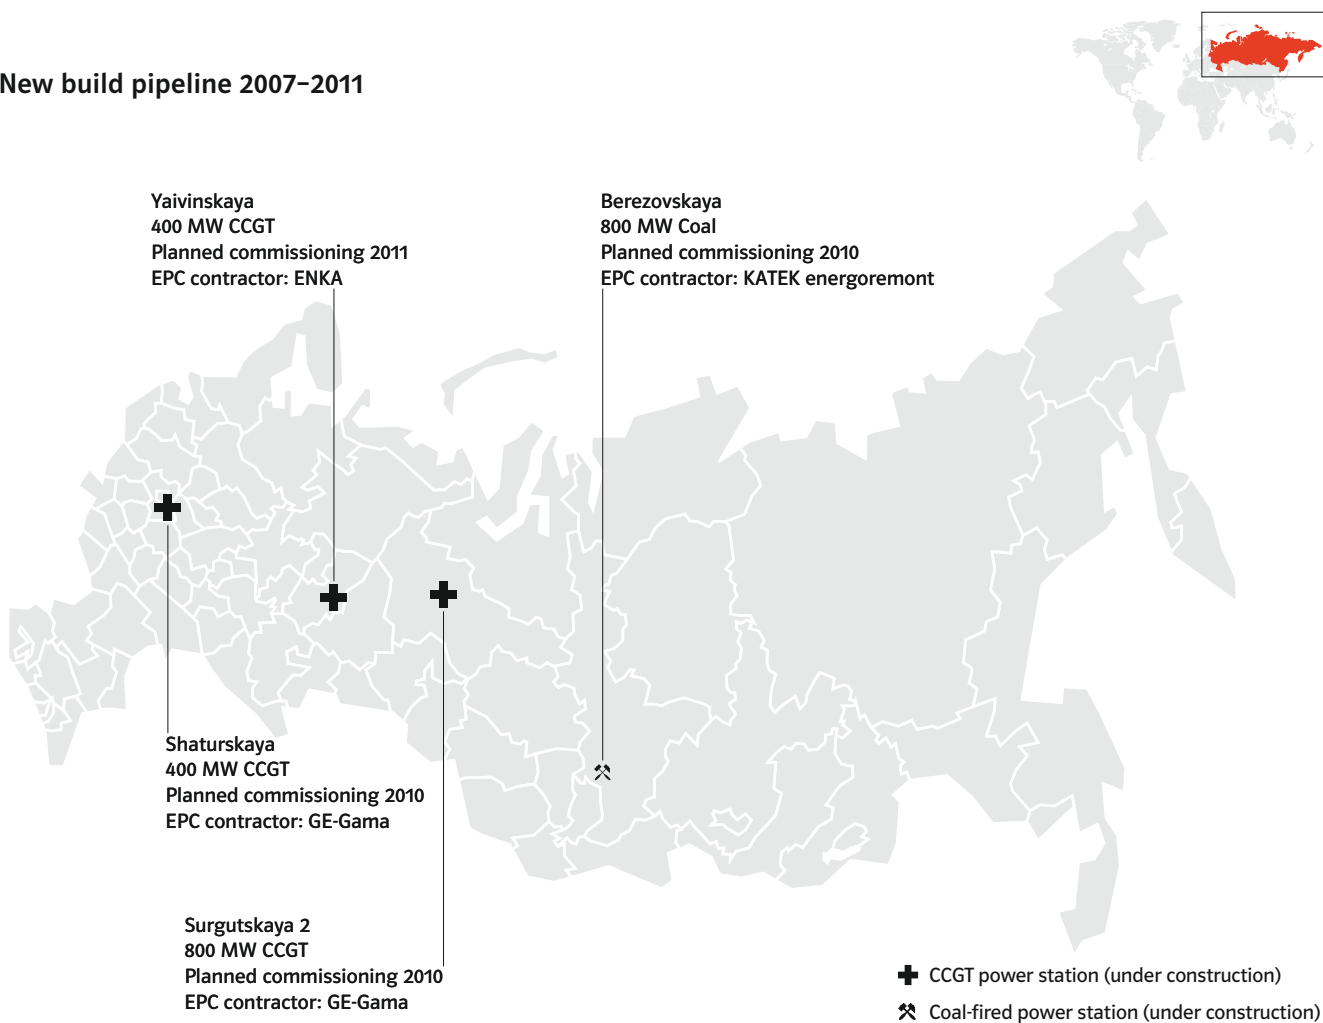 New build pipeline 2007–2011
Yaivinskaya
400 MW CCGT
Planned commissioning 2011
EPC contractor: ENKA
Berezovskaya
800 MW Coal
Planned commissioning 2010
EPC contractor: KATEK energoremont
Shaturskaya
400 MW CCGT
Planned commissioning 2010
EPC contractor: GE-Gama
Surgutskaya 2
800 MW CCGT
Planned commissioning 2010
EPC contractor: GE-Gama
CCGT power station (under construction)
Coal-fired power station (under construction)